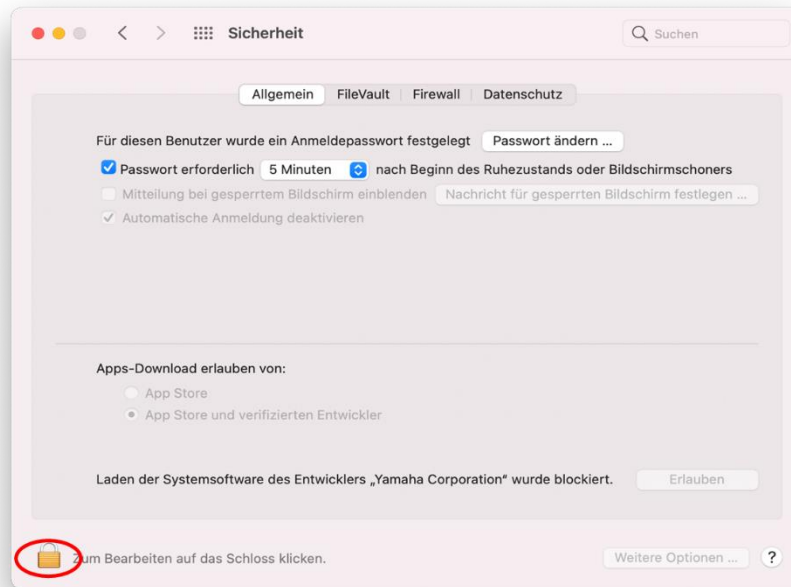 Sicherheit
Suchen
Allgemein FileVault Firewall Datenschutz
Für diesen Benutzer wurde ein Anmeldepasswort festgelegt Passwort ändern ...
Passwort erforderlich 5 Minuten nach Beginn des Ruhezustands oder Bildschirmschoners
Mitteilung bei gesperrtem Bildschirm einblenden Nachricht für gesperrten Bildschirm festlegen ...
Automatische Anmeldung deaktivieren
Apps-Download erlauben von:
App Store
App Store und verifizierten Entwickler
Laden der Systemsoftware des Entwicklers „Yamaha Corporation“ wurde blockiert. Erlauben
Zum Bearbeiten auf das Schloss klicken. Weitere Optionen ... ?